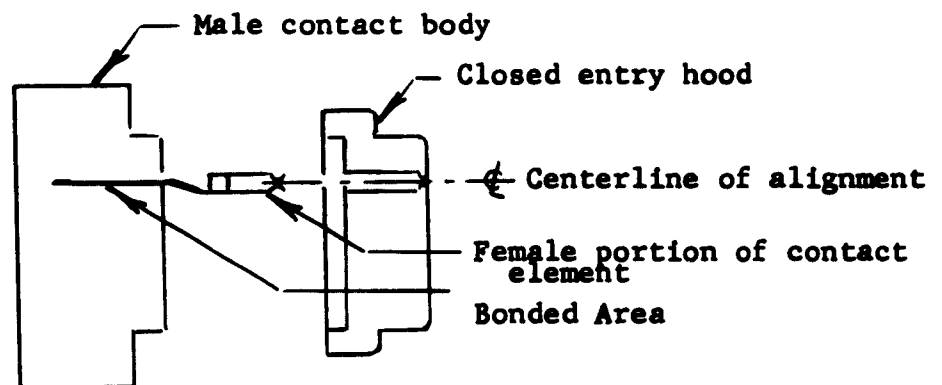 Male contact body
Closed entry hood
℄ Centerline of alignment
Female portion of contact
element
Bonded Area